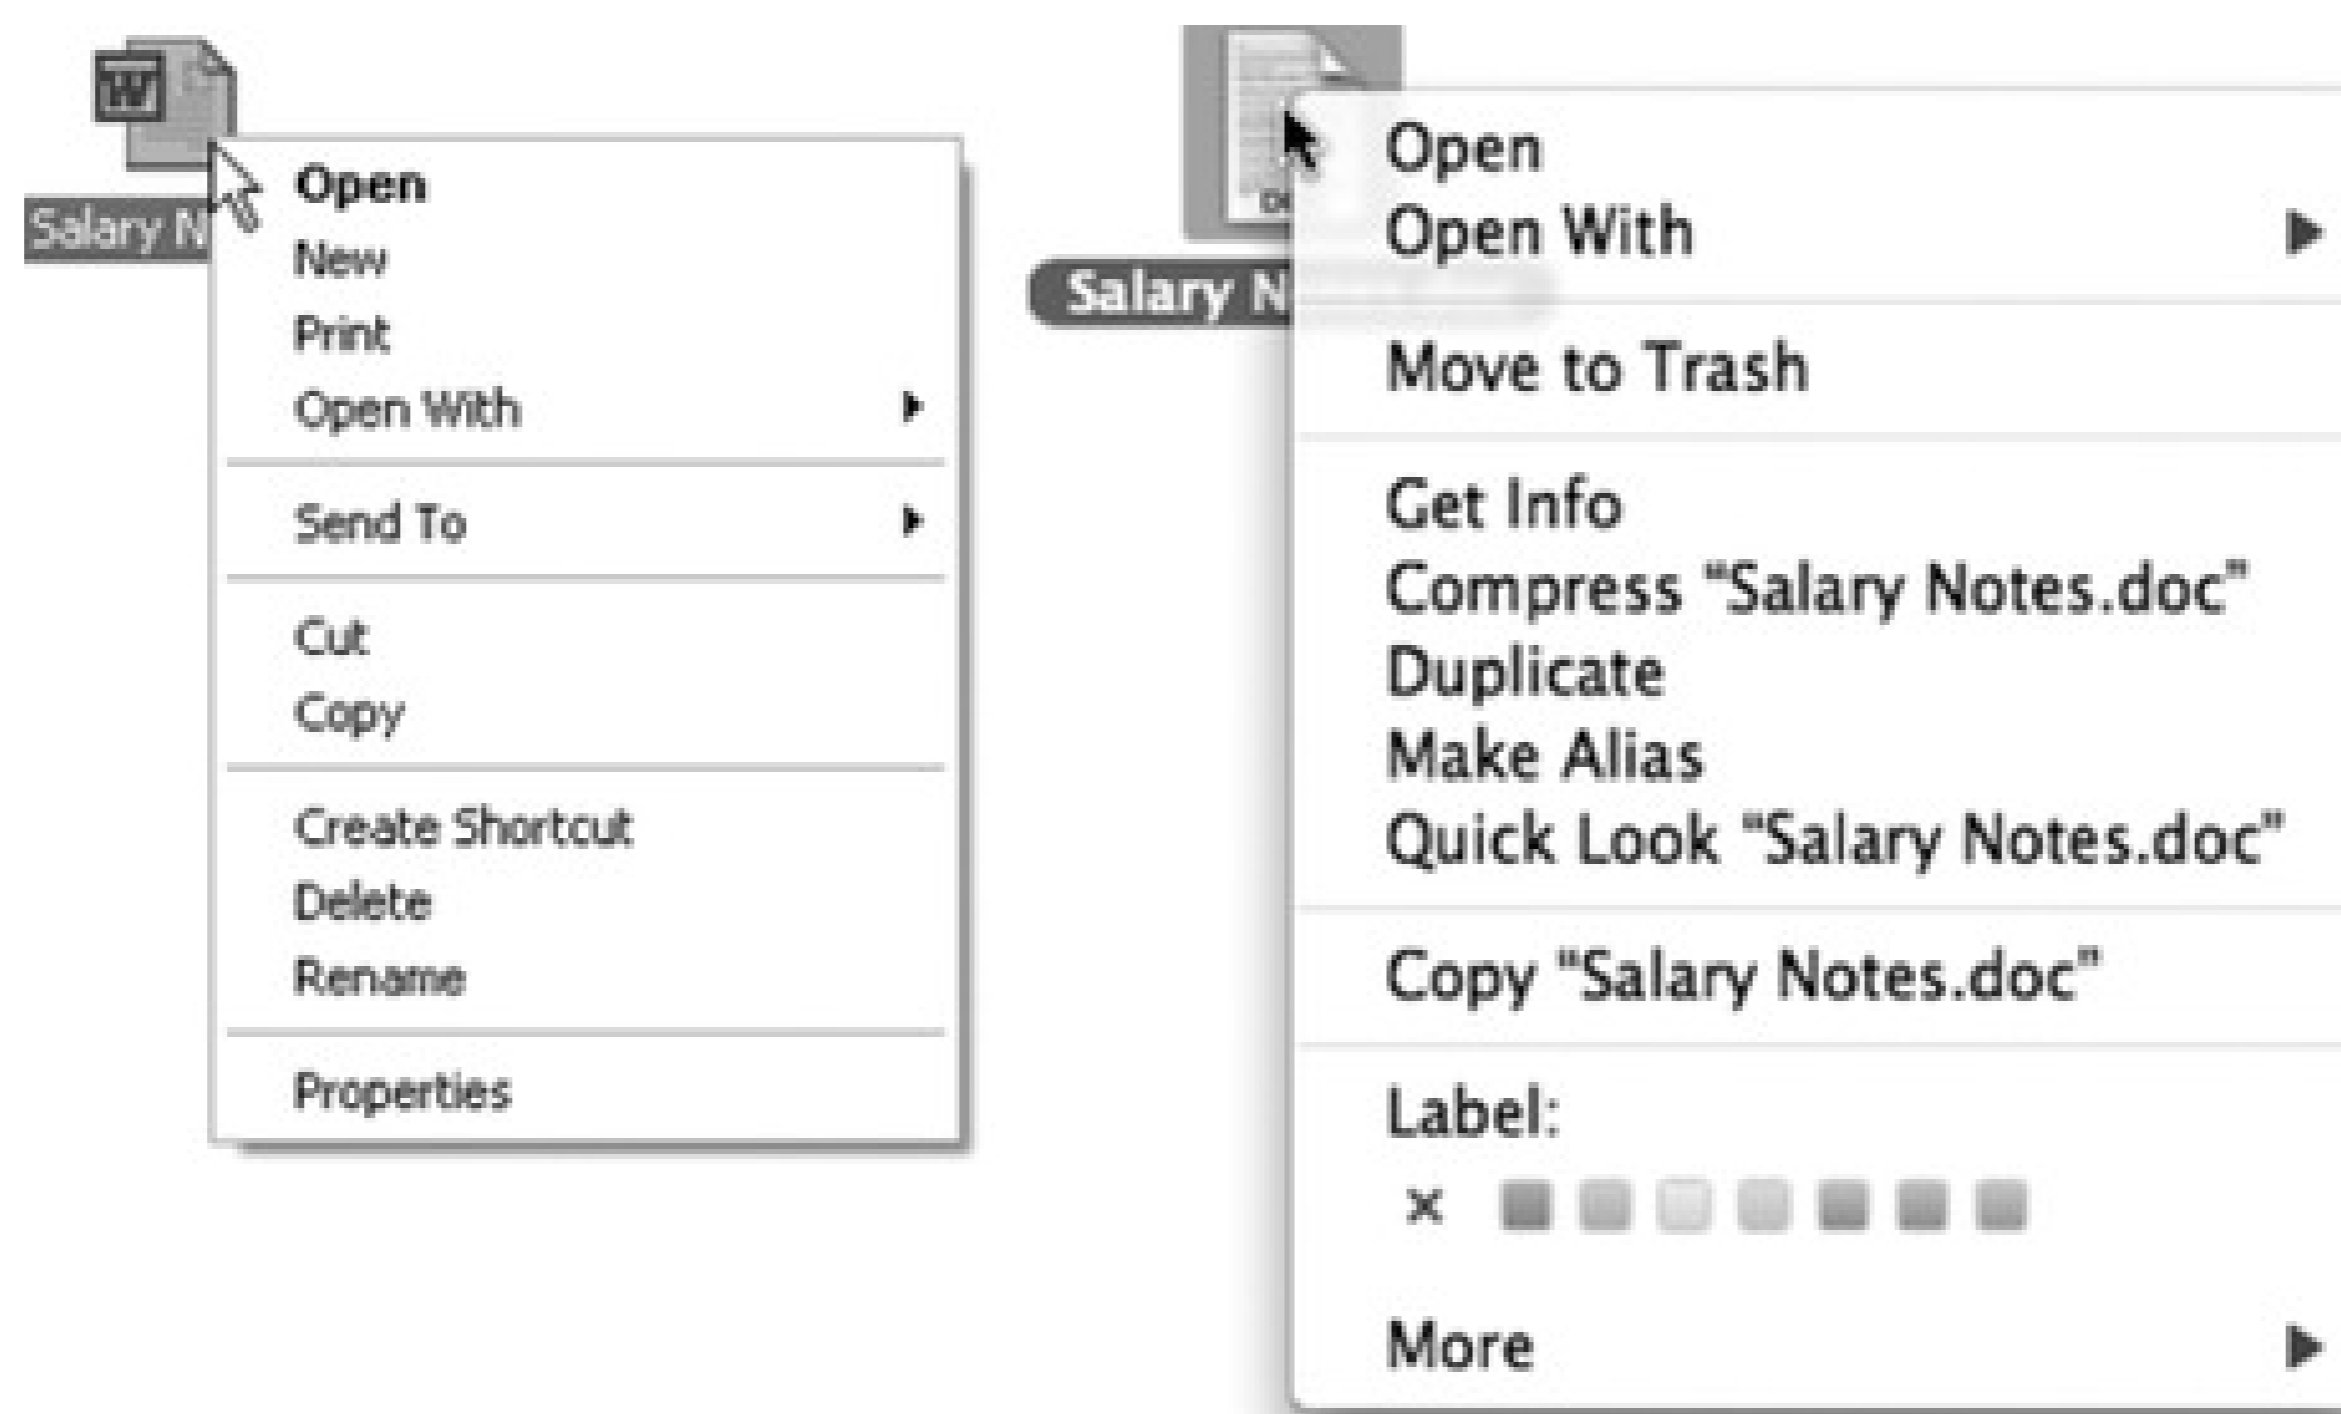 W
Salary N
Open
New
Print
Open With
Send To
Cut
Copy
Create Shortcut
Delete
Rename
Properties
Salary N
Open
Open With
Move to Trash
Get Info
Compress “Salary Notes.doc”
Duplicate
Make Alias
Quick Look “Salary Notes.doc”
Copy “Salary Notes.doc”
Label:
x
More